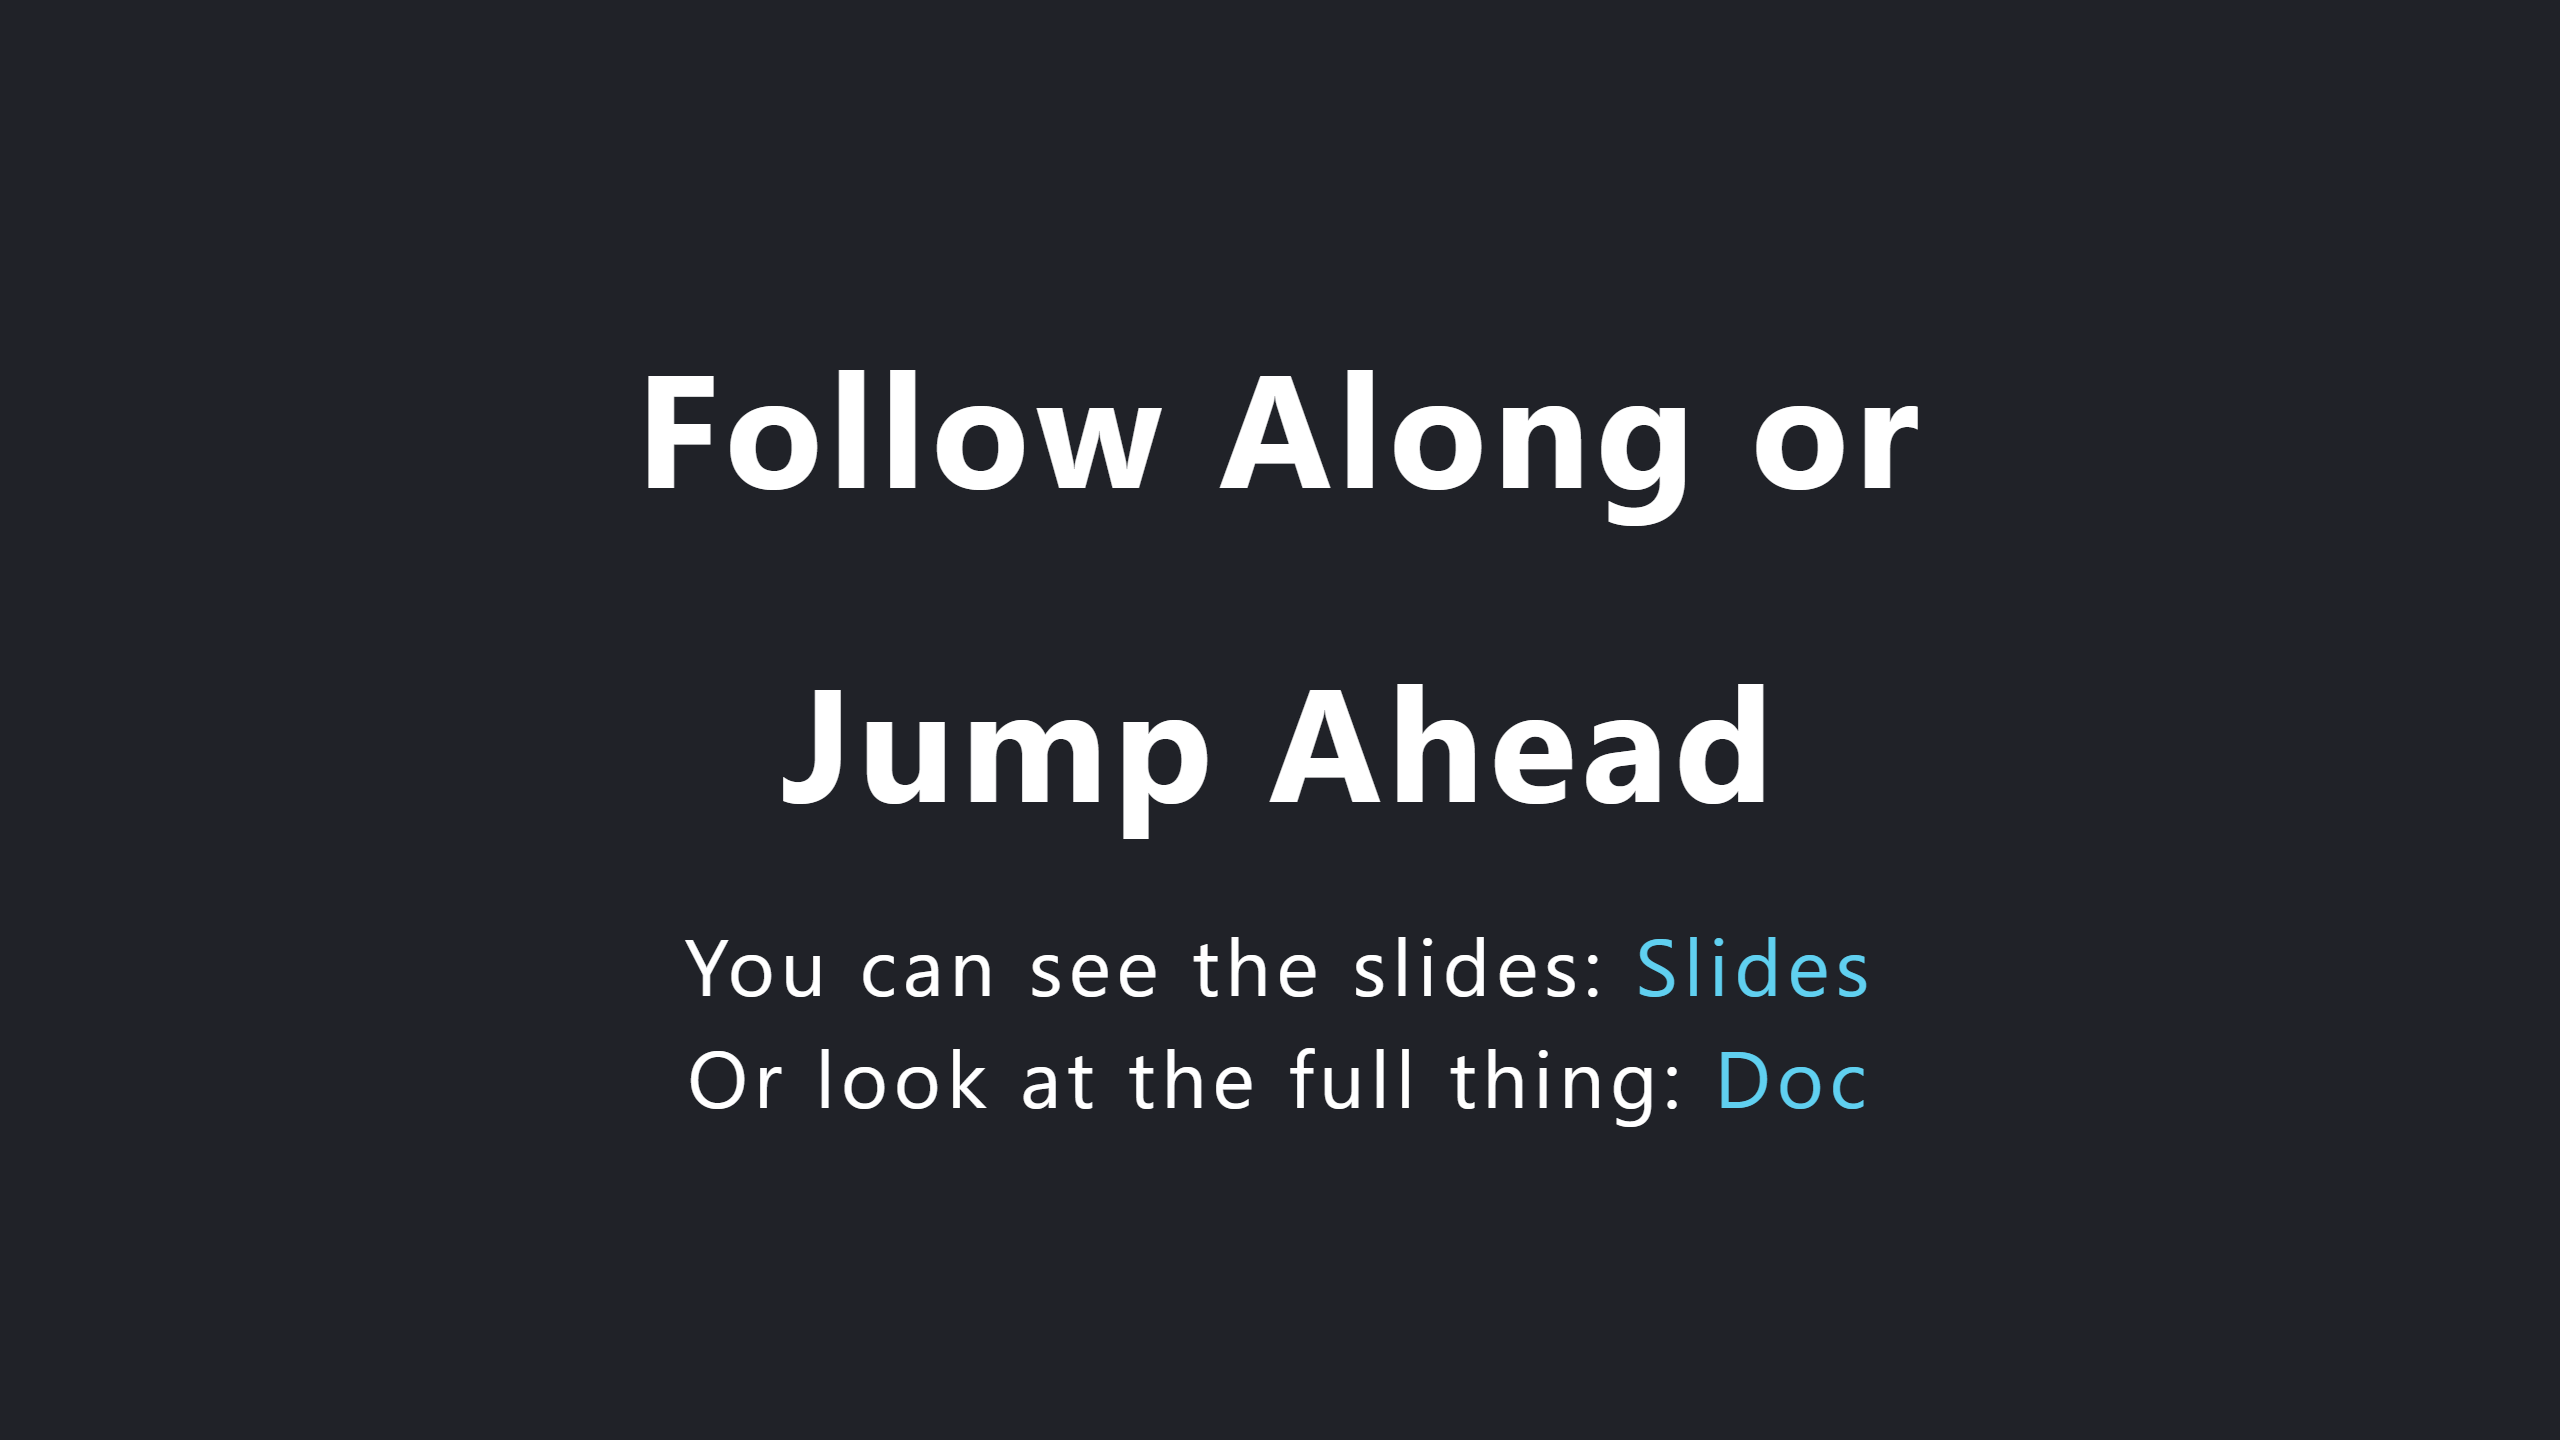 Follow Along or
Jump Ahead
You can see the slides: Slides
Or look at the full thing: Doc